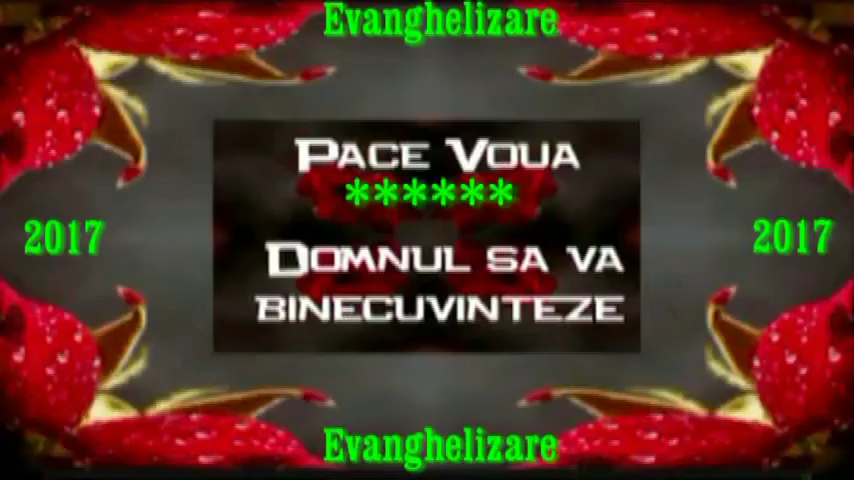 Evanghelizare
PACE VOUA
******
2017
2017
DOMNUL SA VA
BINECUVINTEZE
Evanghelizare